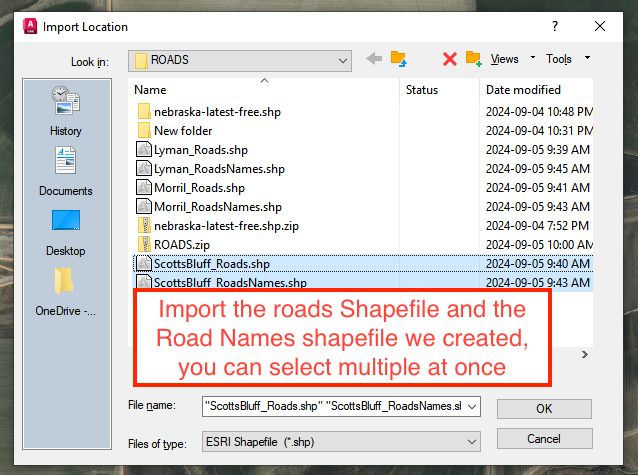 Import Location
Look in: ROADS Views Tools
Name Status Date modified
nebraska-latest-free.shp 2024-09-04 10:48 PM
New folder 2024-09-04 10:31 PM
Lyman_Roads.shp 2024-09-05 9:39 AM
Lyman_RoadsNames.shp 2024-09-05 9:45 AM
Morril_Roads.shp 2024-09-05 9:41 AM
Morril_RoadsNames.shp 2024-09-05 9:43 AM
nebraska-latest-free.shp.zip 2024-09-04 7:52 PM
ROADS.zip 2024-09-05 10:00 AM
ScottsBluff_Roads.shp 2024-09-05 9:40 AM
ScottsBluff_RoadsNames.shp 2024-09-05 9:43 AM
History
Documents
Desktop
OneDrive -...
Import the roads Shapefile and the
Road Names shapefile we created,
you can select multiple at once
File name: "ScottsBluff_Roads.shp" "ScottsBluff_RoadsNames.sl OK
Files of type: ESRI Shapefile (*.shp) Cancel